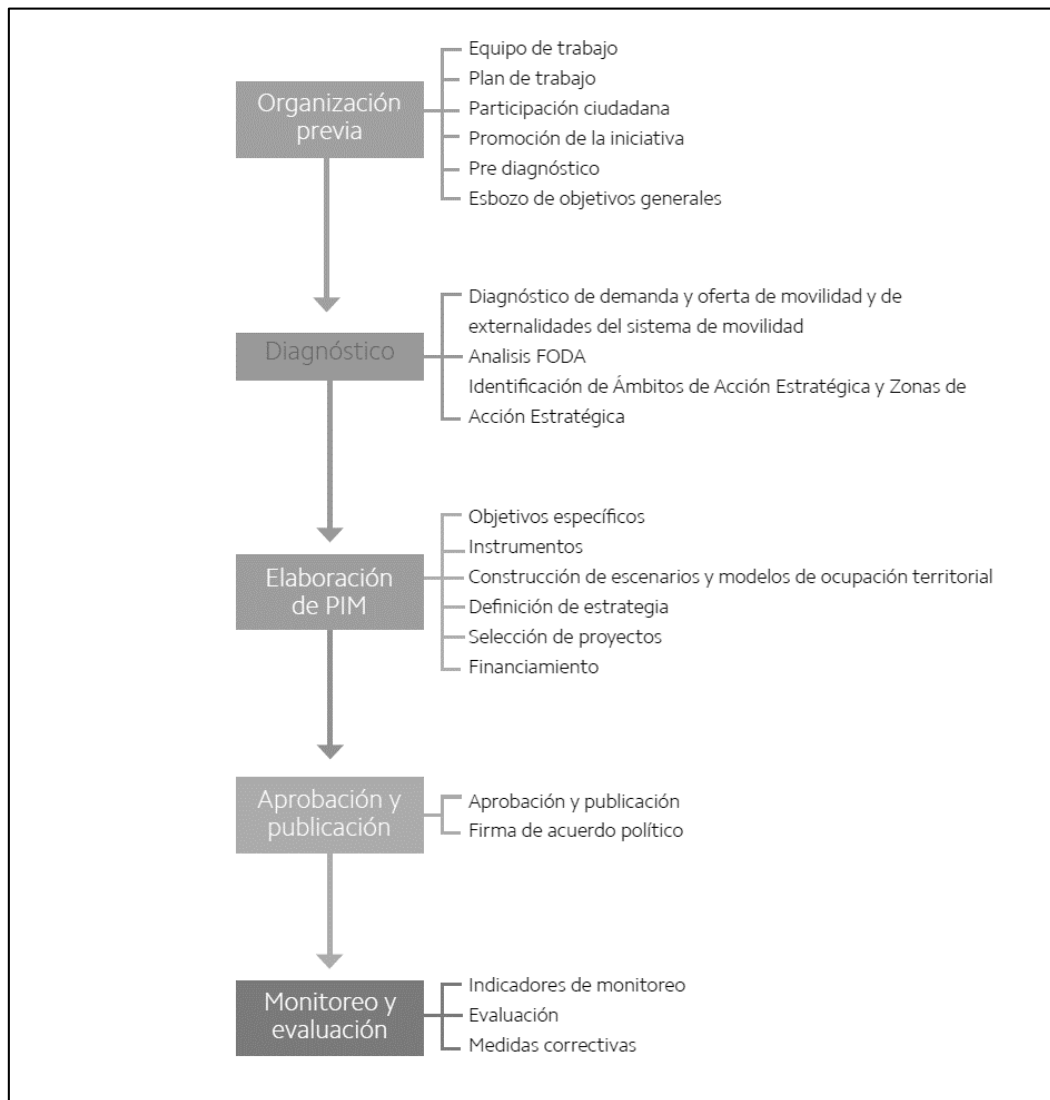 Organización
previa
Equipo de trabajo
Plan de trabajo
Participación ciudadana
Promoción de la iniciativa
Pre diagnóstico
Esbozo de objetivos generales
Diagnóstico
Diagnóstico de demanda y oferta de movilidad y de
externalidades del sistema de movilidad
Analisis FODA
Identificación de Ámbitos de Acción Estratégica y Zonas de
Acción Estratégica
Elaboración
de PIM
Objetivos específicos
Instrumentos
Construcción de escenarios y modelos de ocupación territorial
Definición de estrategia
Selección de proyectos
Financiamiento
Aprobación y
publicación
Aprobación y publicación
Firma de acuerdo político
Monitoreo y
evaluación
Indicadores de monitoreo
Evaluación
Medidas correctivas